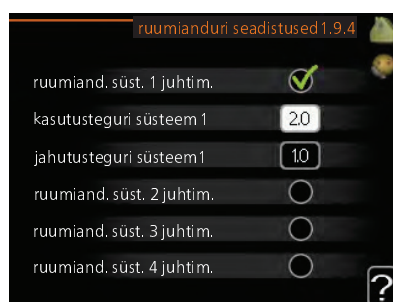 ruumianduri seadistused 1.9.4
ruumiand. süst. 1 juhtim.
kasutusteguri süsteem 1 2.0
jahutusteguri süsteem1 1.0
ruumiand. süst. 2 juhtim.
ruumiand. süst. 3 juhtim.
ruumiand. süst. 4 juhtim.
?